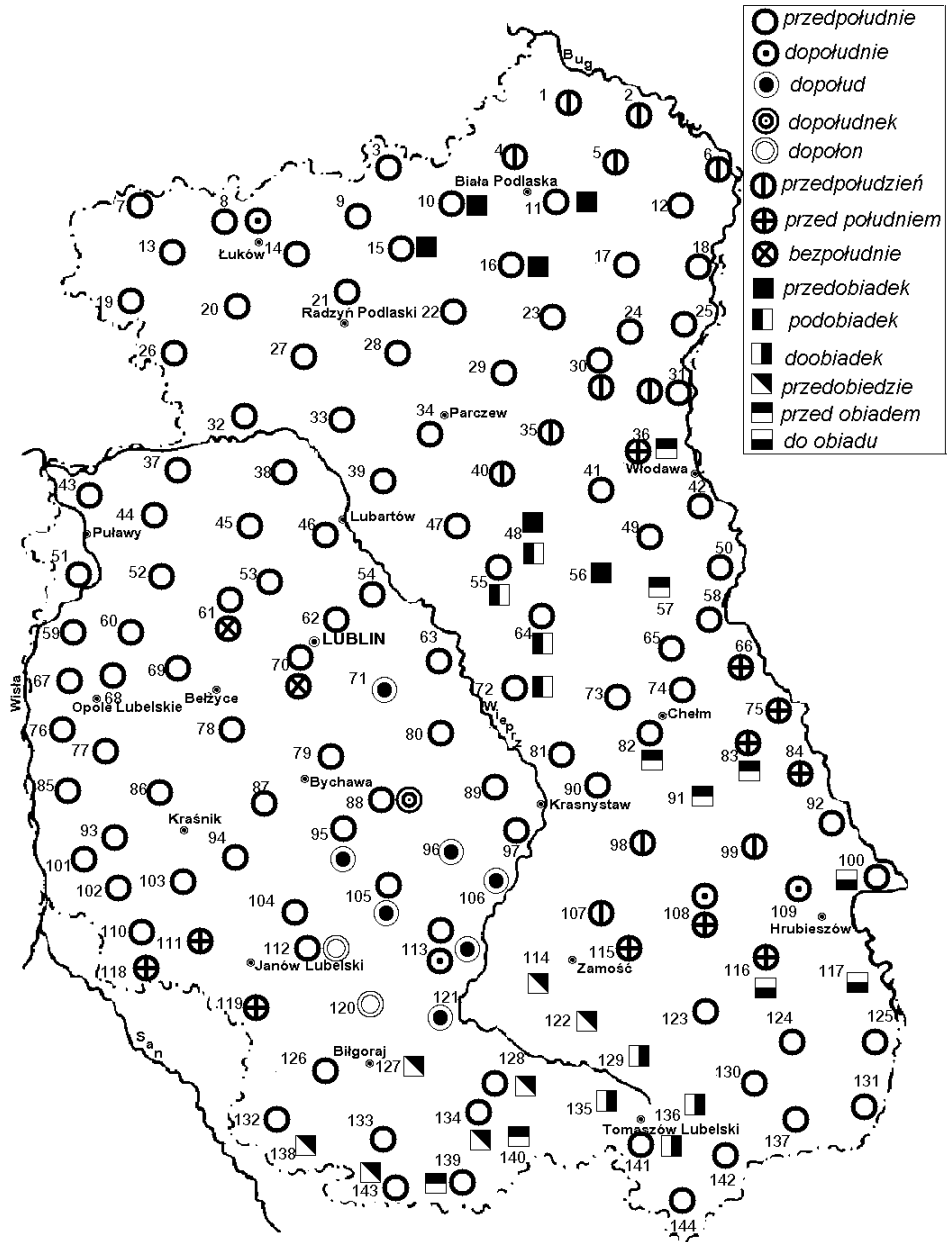 przedpołudnie
dopołudnie
dopołud
dopołudnek
dopołon
przedpołudzień
przed południem
bezpołudnie
przedobiadek
podobiadek
doobiadek
przedobiedzie
przed obiadem
do obiadu
Bug
1 2
3 4 5 6
Biała Podlaska
7 8 9 10 11 12
Łuków
13 14 15 16 17 18
19 20 21 22 23 24 25
Radzyń Podlaski
26 27 28 29 30 31
32 33 34 35 36
Parczew
Włodawa
37 38 39 40 41 42
43 44 45 46 47 48 49 50
Puławy
Lubartów
51 52 53 54 55 56 57 58
59 60 61 62 63 64 65 66
LUBLIN
Wisła
67 68 69 70 71 72 73 74 75
Opole Lubelskie
Bełżyce
Wieprz
Chełm
76 77 78 79 80 81 82 83 84
Bychawa
85 86 87 88 89 90 91 92
Kraśnik
Krasnystaw
93 94 95 96 97 98 99 100
101 102 103 104 105 106 107 108 109
Hrubieszów
110 111 112 113 114 115 116 117
Janów Lubelski
Zamość
118 119 120 121 122 123 124 125
San
Biłgoraj
126 127 128 129 130 131
132 133 134 135 136 137
Tomaszów Lubelski
138 139 140 141 142
143 144